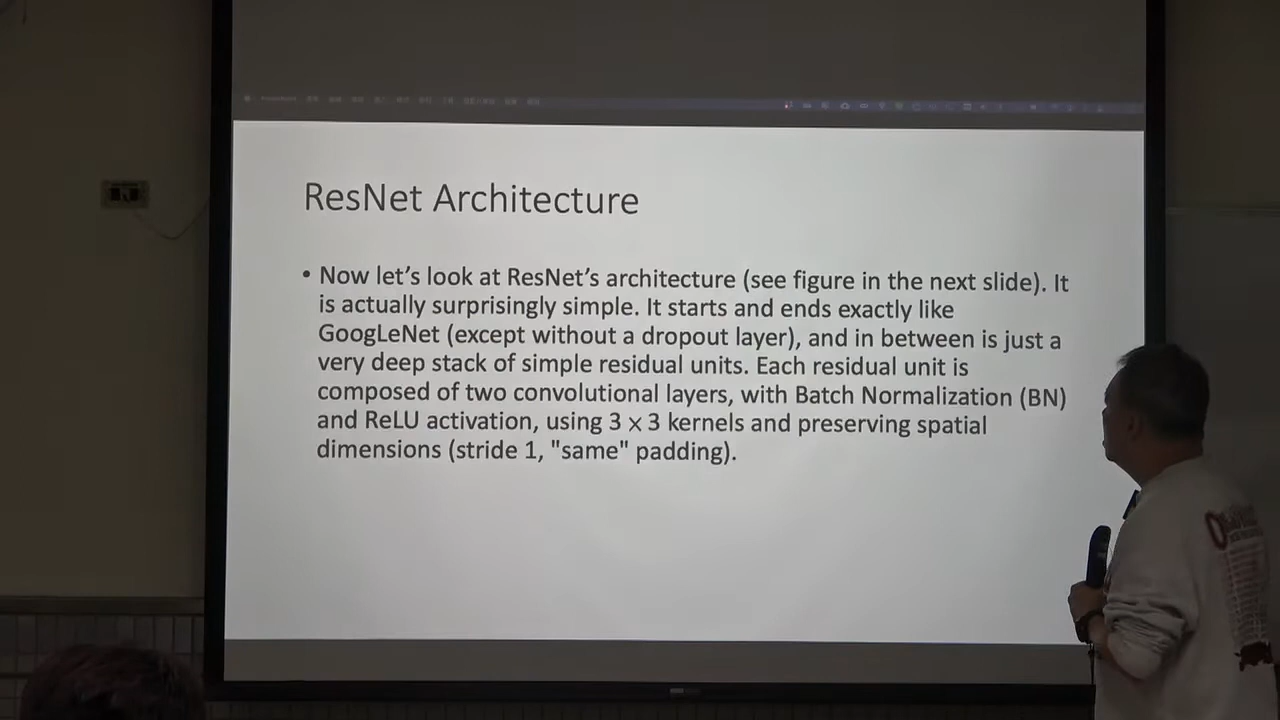 ResNet Architecture
• Now let's look at ResNet's architecture (see figure in the next slide). It
is actually surprisingly simple. It starts and ends exactly like
GoogLeNet (except without a dropout layer), and in between is just a
very deep stack of simple residual units. Each residual unit is
composed of two convolutional layers, with Batch Normalization (BN)
and ReLU activation, using 3 × 3 kernels and preserving spatial
dimensions (stride 1, "same" padding).